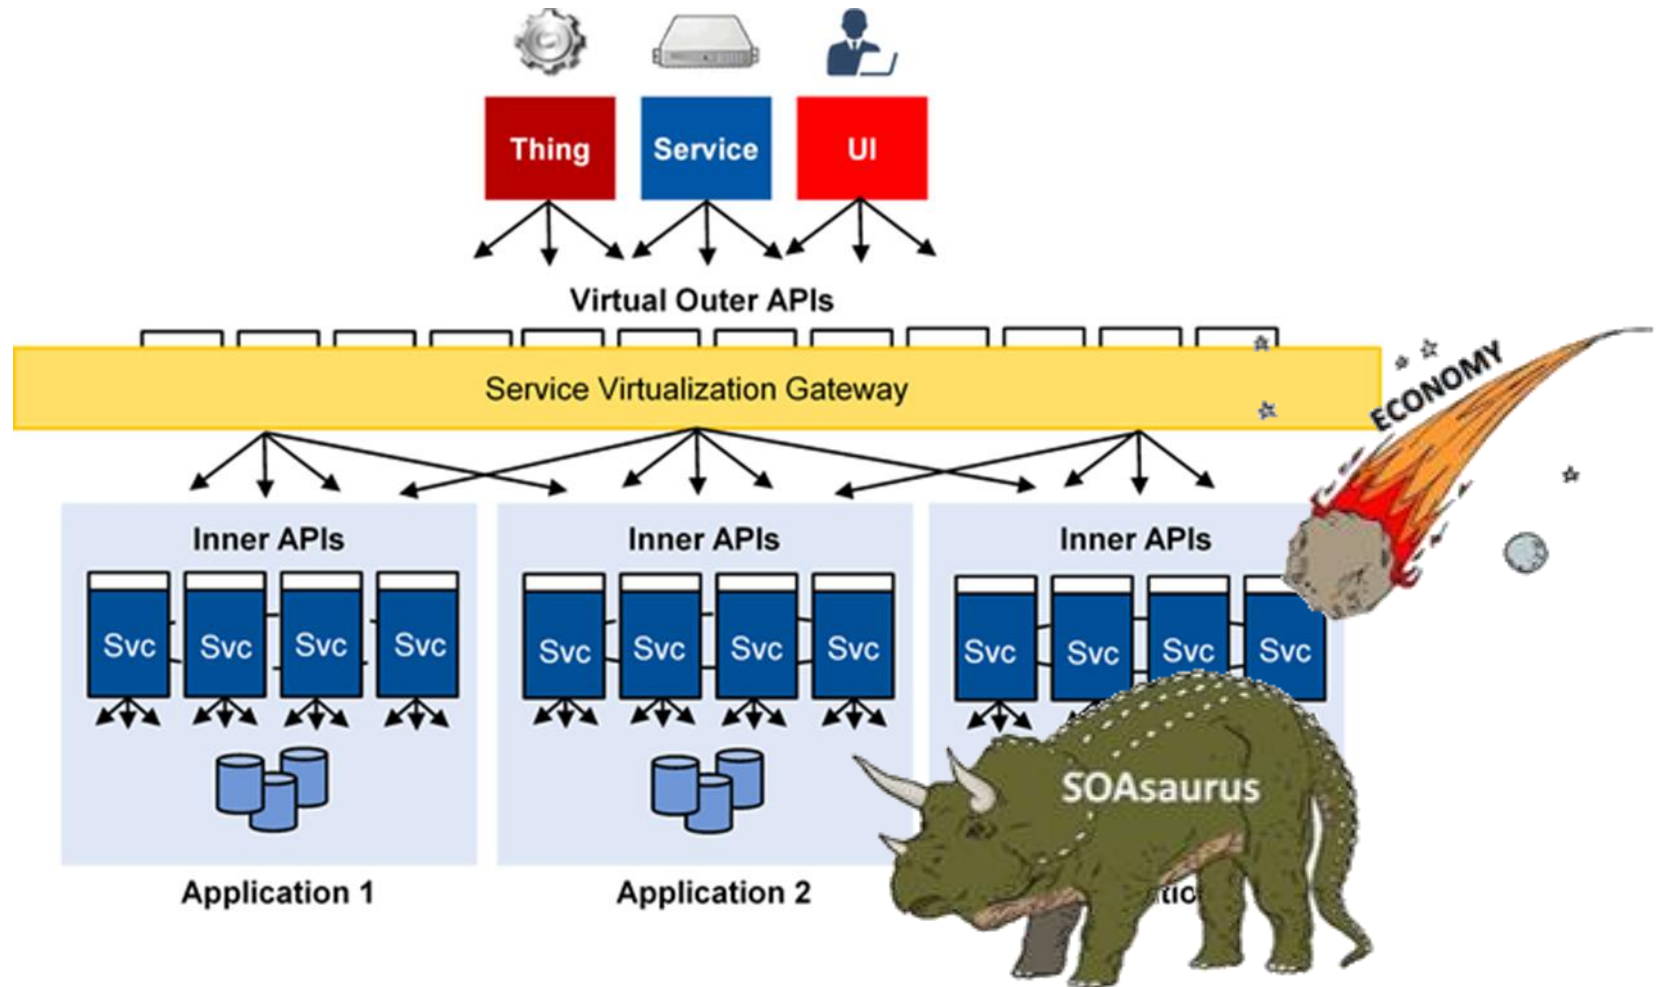 Thing
Service
UI
Virtual Outer APIs
Service Virtualization Gateway
ECONOMY
Inner APIs
Inner APIs
Inner APIs
Svc
Svc
Svc
Svc
Svc
Svc
Svc
Svc
Svc
Svc
Svc
Svc
SOAsaurus
Application 1
Application 2